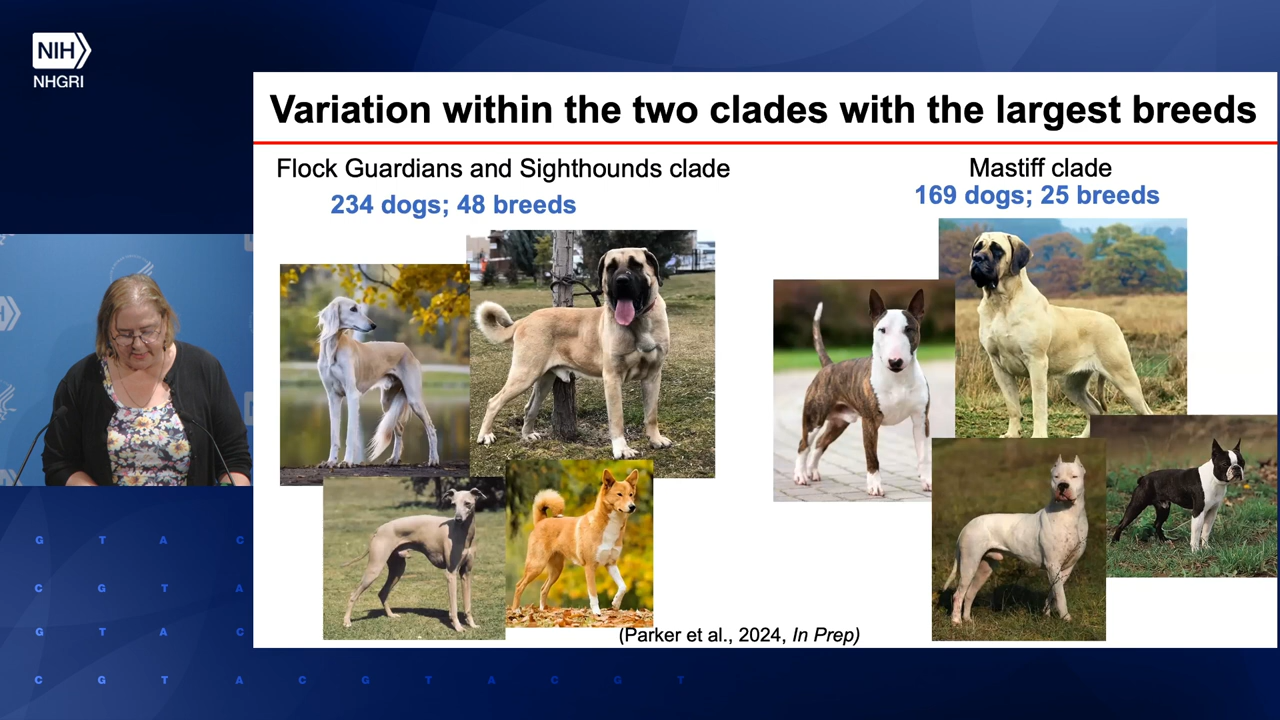 NIH
NHGRI
Variation within the two clades with the largest breeds
Flock Guardians and Sighthounds clade
234 dogs; 48 breeds
Mastiff clade
169 dogs; 25 breeds
(Parker et al., 2024, In Prep)
G T A C
C G T A
G T A C
C G T A C G T A C G T